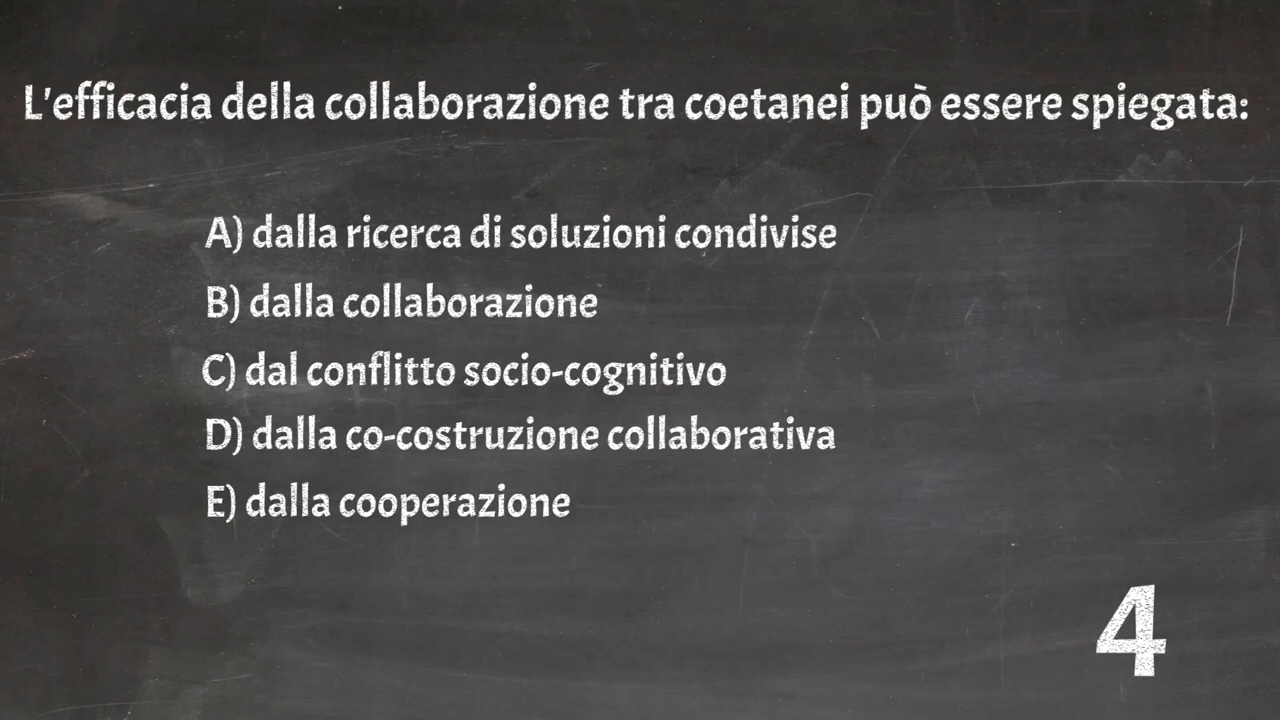 L'efficacia della collaborazione tra coetanei può essere spiegata:
A) dalla ricerca di soluzioni condivise
B) dalla collaborazione
C) dal conflitto socio-cognitivo
D) dalla co-costruzione collaborativa
E) dalla cooperazione
4